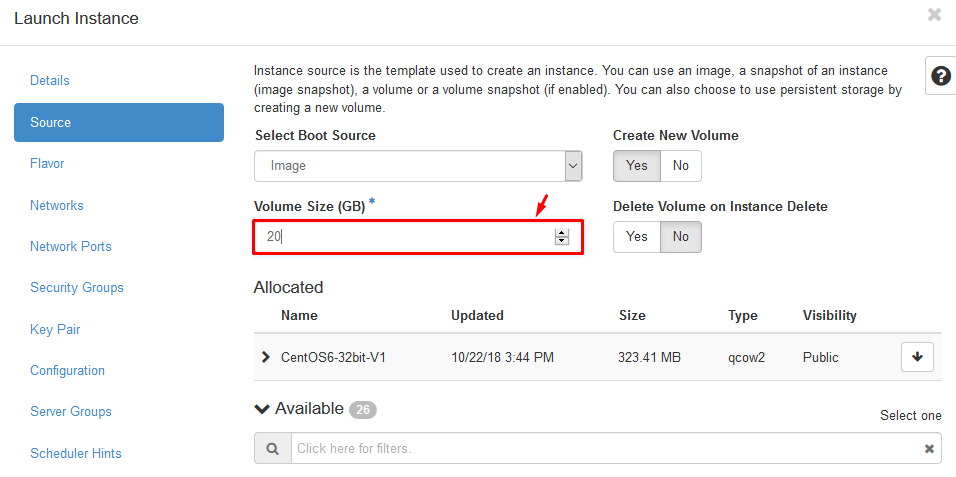 Launch Instance
Details
Source
Flavor
Networks
Network Ports
Security Groups
Key Pair
Configuration
Server Groups
Scheduler Hints
Instance source is the template used to create an instance. You can use an image, a snapshot of an instance
(image snapshot), a volume or a volume snapshot (if enabled). You can also choose to use persistent storage by
creating a new volume.
Select Boot Source
Create New Volume
Image
Yes No
Volume Size (GB) *
Delete Volume on Instance Delete
20
Yes No
Allocated
Name Updated Size Type Visibility
CentOS6-32bit-V1 10/22/18 3:44 PM 323.41 MB qcow2 Public
Available 26
Select one
Click here for filters.